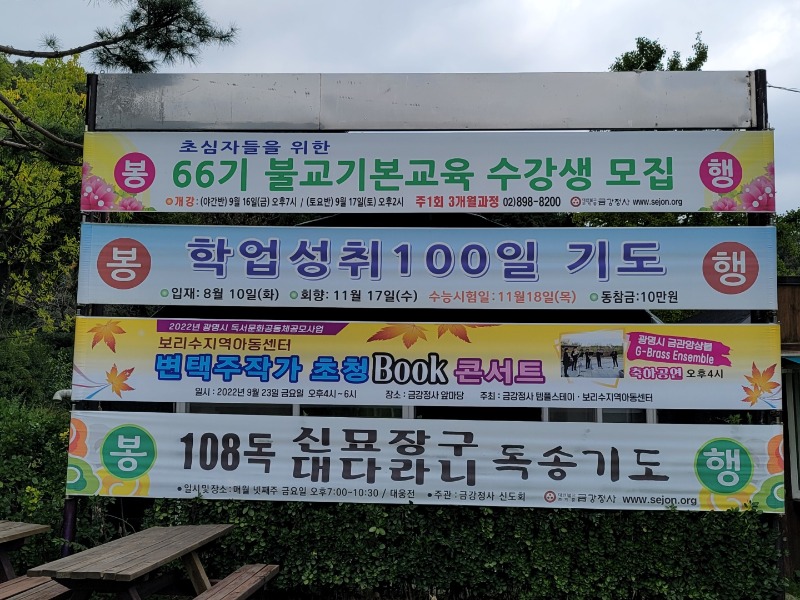 초심자들을 위한
봉 66기 불교기본교육 수강생 모집 행
개강 : (야간반) 9월 16일(금) 오후7시 / (토요반) 9월 17일(토) 오후2시 주1회 3개월과정 02)898-8200 금강정사 www.sejon.org
봉 학업성취100일 기도 행
입재: 8월 10일(화) 회향: 11월 17일(수) 수능시험일:11월18일(목) 동참금:10만원
2022년 광명시 독서문화공동체공모사업
보리수지역아동센터
변택주작가 초청 Book 콘서트
광명시 금관앙상블
G-Brass Ensemble
축하공연 오후4시
일시 : 2022년 9월 23일 금요일 오후4시~6시 장소 : 금강정사 앞마당 주최 : 금강정사 템플스테이 · 보리수지역아동센터
봉 108독 신묘장구 대다라니 독송기도 행
일시 및 장소 : 매월 넷째주 금요일 오후7:00-10:30 / 대웅전 주관 : 금강정사 신도회 금강정사 www.sejon.org